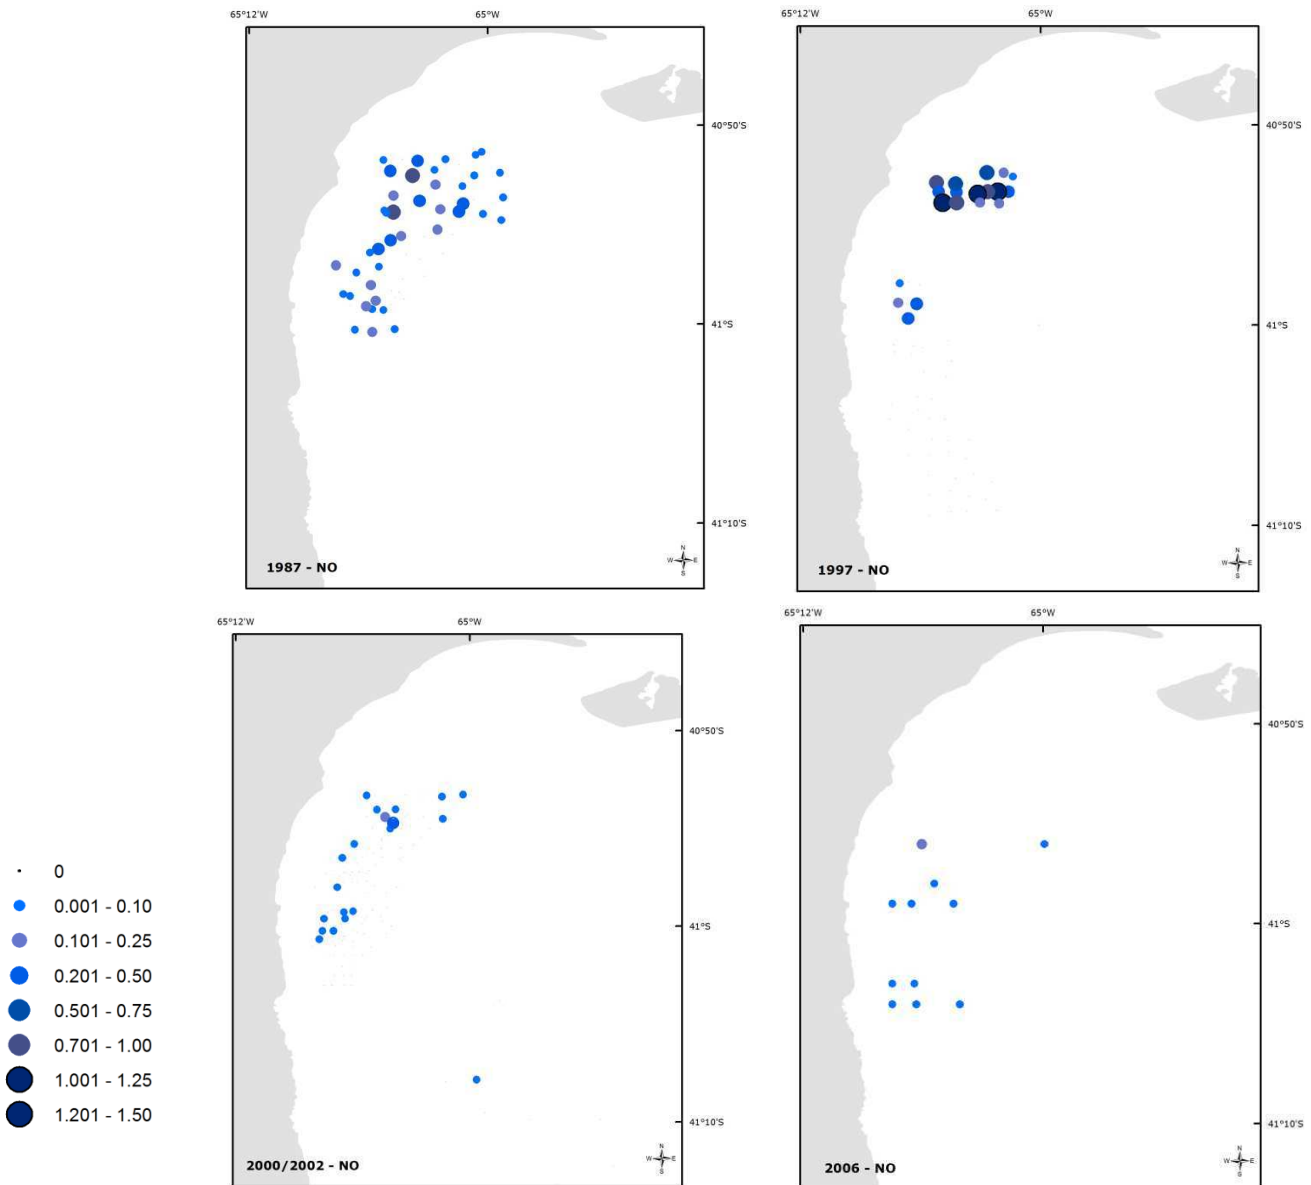 65°12'W 65°W
65°12'W 65°W
40°50'S
40°50'S
41°S
41°S
41°10'S
41°10'S
N
W E
S
N
W E
S
1987 - NO
1997 - NO
65°12'W 65°W
65°12'W 65°W
40°50'S
40°50'S
41°S
41°S
41°10'S
41°10'S
0
0.001 - 0.10
0.101 - 0.25
0.201 - 0.50
0.501 - 0.75
0.701 - 1.00
1.001 - 1.25
1.201 - 1.50
N
W E
S
N
W E
S
2000/2002 - NO
2006 - NO